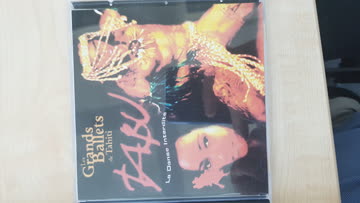 Les
Grands
Ballets
de Tahiti
TABU
La Danse Interdite